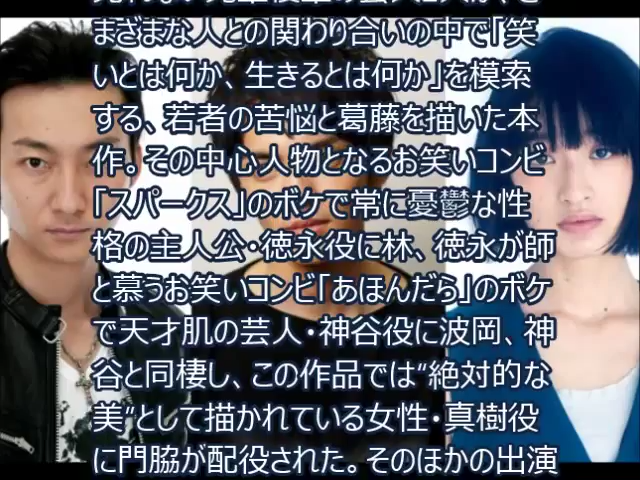 まざまな人との関わり合いの中で「笑
いとは何か、生きるとは何か」を模索
する、若者の苦悩と葛藤を描いた本
作。その中心人物となるお笑いコンビ
「スパークス」のボケで常に憂鬱な性
格の主人公・徳永役に林、徳永が師
と慕うお笑いコンビ「あほんだら」のボケ
で天才肌の芸人・神谷役に波岡、神
谷と同棲し、この作品では“絶対的な
美“として描かれている女性・真樹役
に門脇が配役された。そのほかの出演